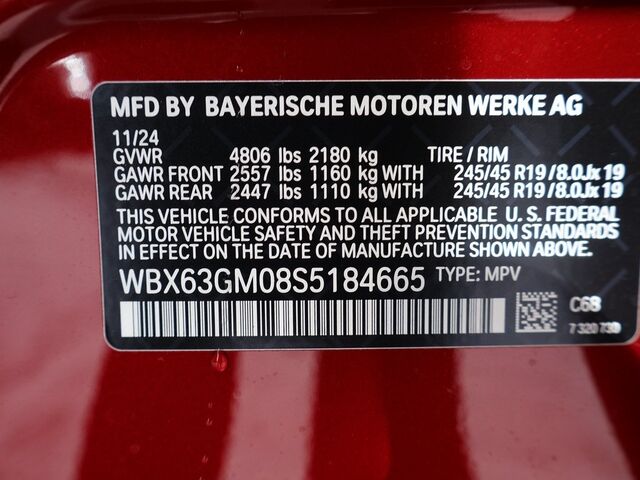 MFD BY BAYERISCHE MOTOREN WERKE AG
11/24
GVWR 4806 lbs 2180 kg TIRE / RIM
GAWR FRONT 2557 lbs 1160 kg WITH 245/45 R19/8.0Jx19
GAWR REAR 2447 lbs 1110 kg WITH 245/45 R19/8.0Jx19
THIS VEHICLE CONFORMS TO ALL APPLICABLE U. S. FEDERAL
MOTOR VEHICLE SAFETY AND THEFT PREVENTION STANDARDS
IN EFFECT ON THE DATE OF MANUFACTURE SHOWN ABOVE.
WBX63GM08S5184665 TYPE: MPV
C68